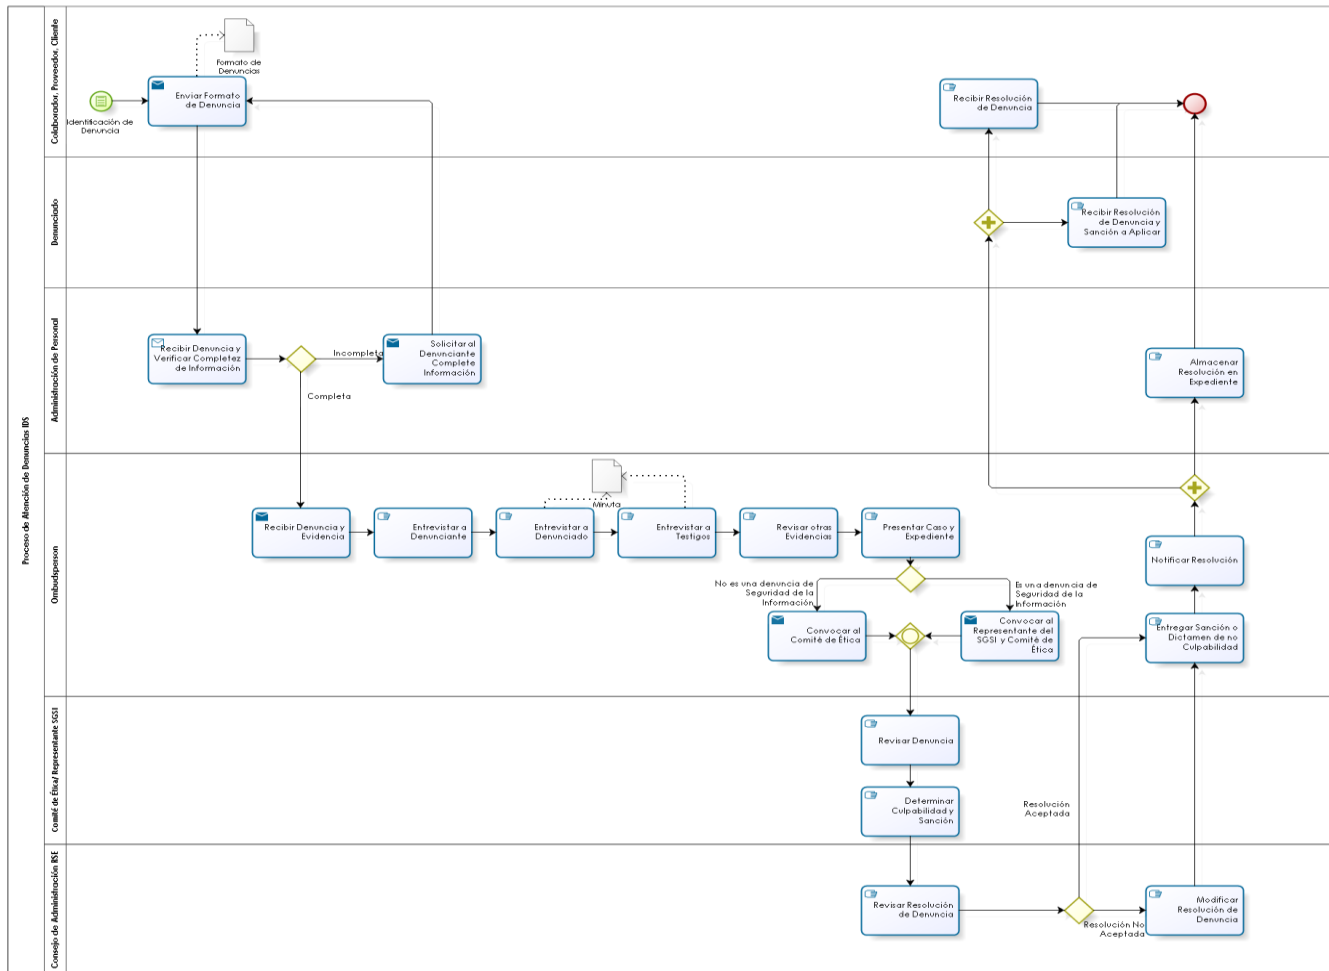 Proceso de Atención de Denuncias IDS
Colaborador, Proveedor, Cliente
Formato de
Denuncias
Enviar Formato
de Denuncia
Identificación de
Denuncia
Recibir Resolución
de Denuncia
Denunciado
Recibir Resolución
de Denuncia y
Sanción a Aplicar
Administración de Personal
Recibir Denuncia y
Verificar Completez
de Información
Incompleta
Solicitar al
Denunciante
Complete
Información
Completa
Almacenar
Resolución en
Expediente
Ombudsperson
Minuta
Recibir Denuncia y
Evidencia
Entrevistar a
Denunciante
Entrevistar a
Denunciado
Entrevistar a
Testigos
Revisar otras
Evidencias
Presentar Caso y
Expediente
Notificar Resolución
No es una denuncia de
Seguridad de la
Información
Es una denuncia de
Seguridad de la
Información
Convocar al
Comité de Ética
Convocar al
Representante del
SGSI y Comité de
Ética
Entregar Sanción o
Dictamen de no
Culpabilidad
Comité de Ética/ Representante SGSI
Revisar Denuncia
Determinar
Culpabilidad y
Sanción
Resolución
Aceptada
Consejo de Administración RSE
Revisar Resolución
de Denuncia
Resolución No
Aceptada
Modificar
Resolución de
Denuncia